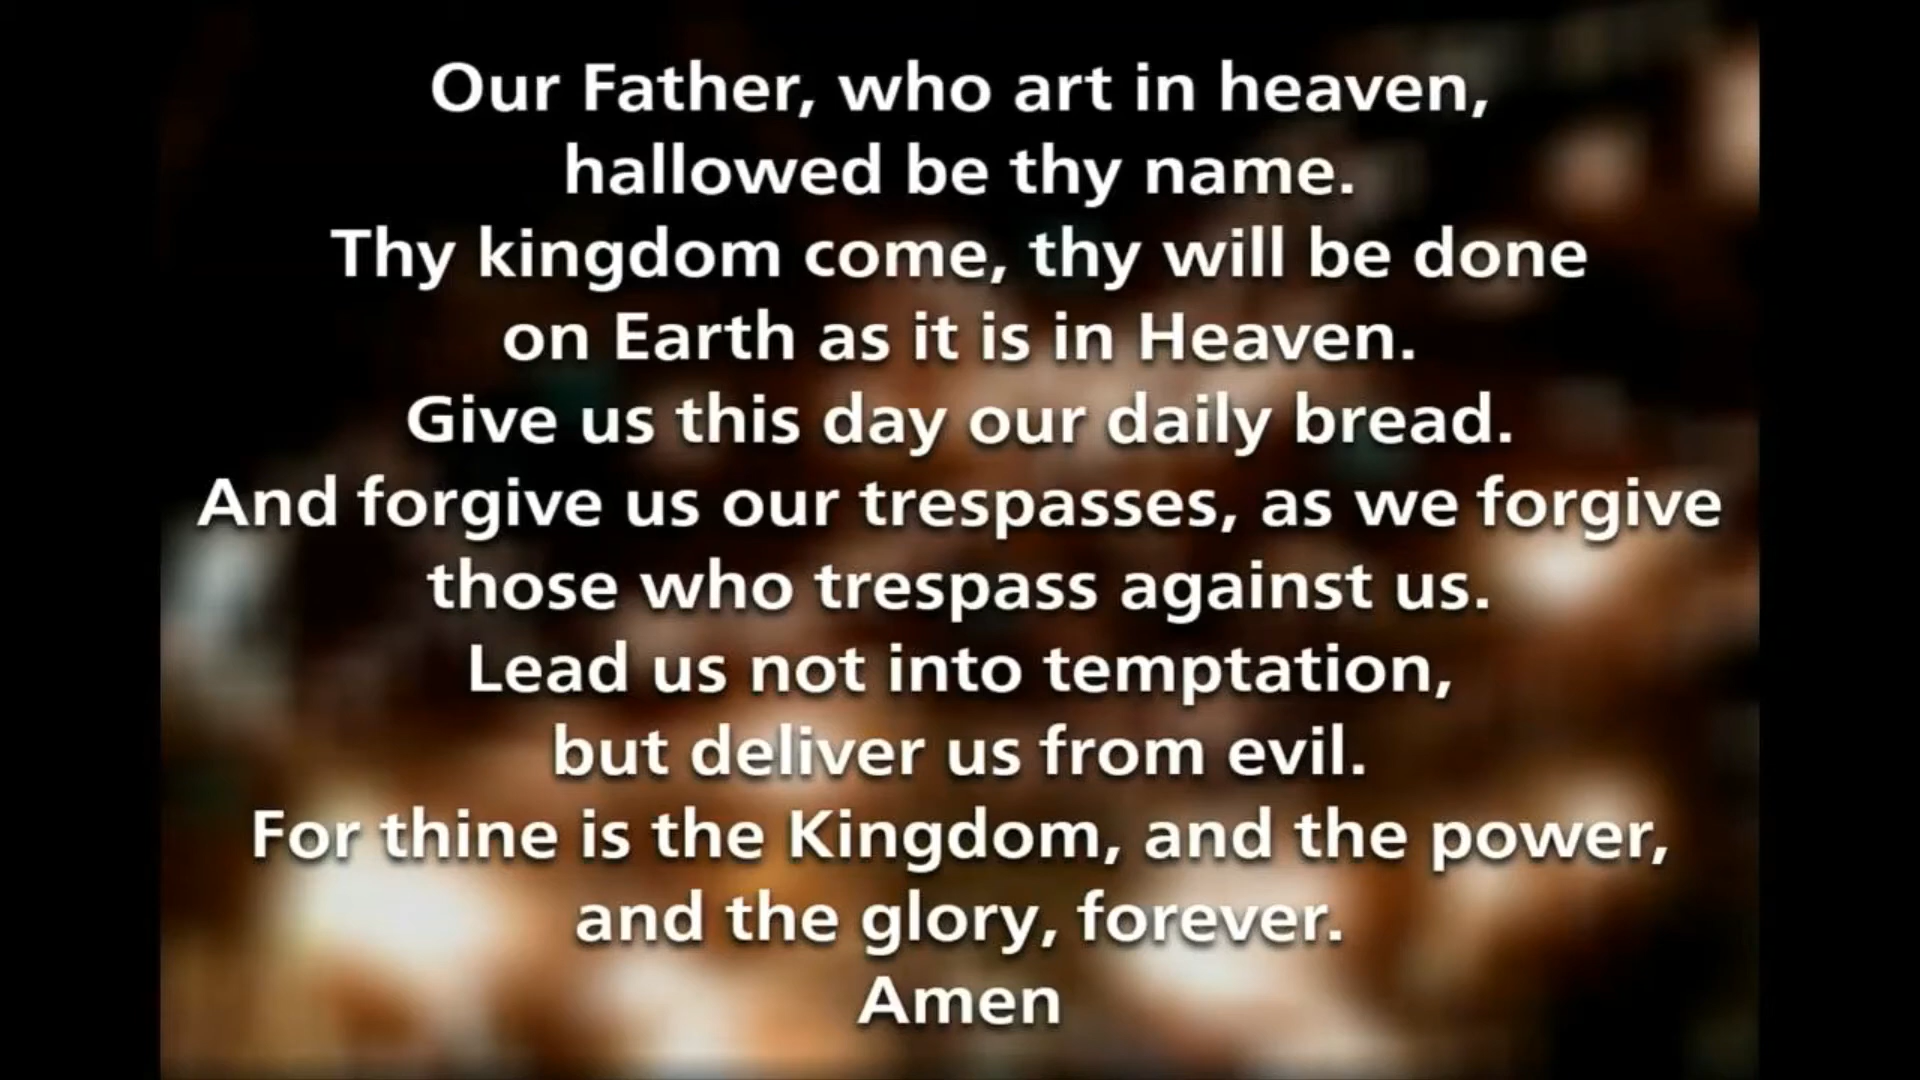 Our Father, who art in heaven,
hallowed be thy name.
Thy kingdom come, thy will be done
on Earth as it is in Heaven.
Give us this day our daily bread.
And forgive us our trespasses, as we forgive
those who trespass against us.
Lead us not into temptation,
but deliver us from evil.
For thine is the Kingdom, and the power,
and the glory, forever.
Amen